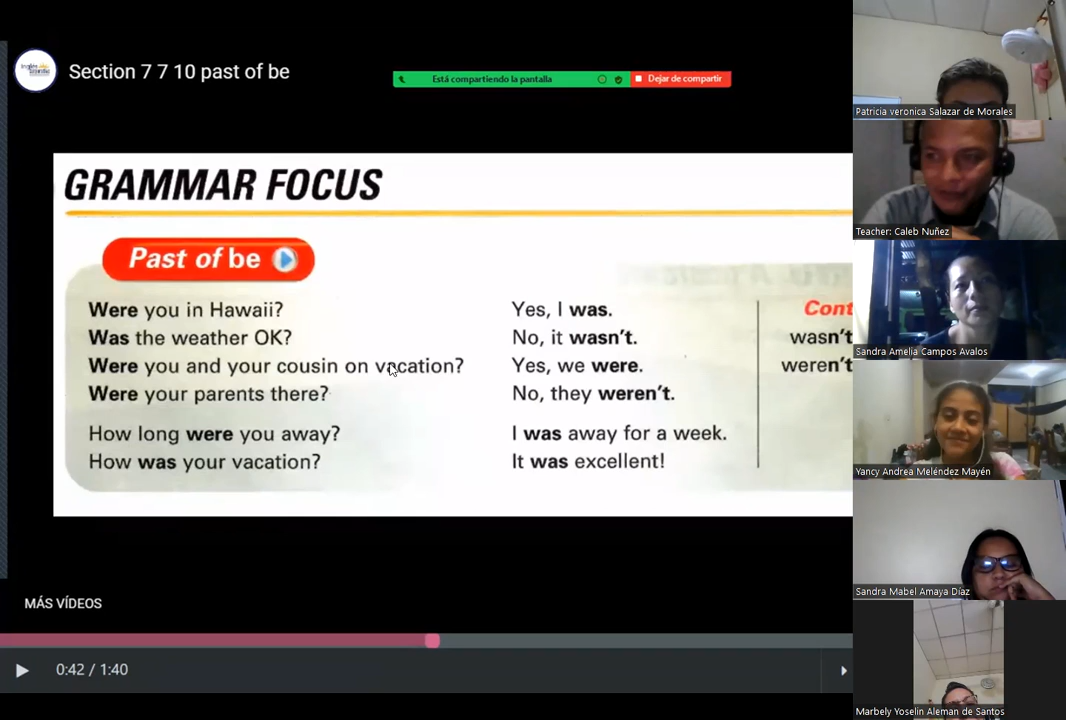 Section 7 7 10 past of be
Está compartiendo la pantalla
Dejar de compartir
GRAMMAR FOCUS
Past of be
Were you in Hawaii?
Yes, I was.
Cont
Was the weather OK?
No, it wasn't.
wasn't
Were you and your cousin on vacation?
Yes, we were.
weren't
Were your parents there?
No, they weren't.
How long were you away?
I was away for a week.
How was your vacation?
It was excellent!
MÁS VÍDEOS
0:42 / 1:40
Patricia veronica Salazar de Morales
Teacher: Caleb Nuñez
Sandra Amelia Campos Avalos
Yancy Andrea Meléndez Mayén
Sandra Mabel Amaya Díaz
Marbely Yoselin Aleman de Santos